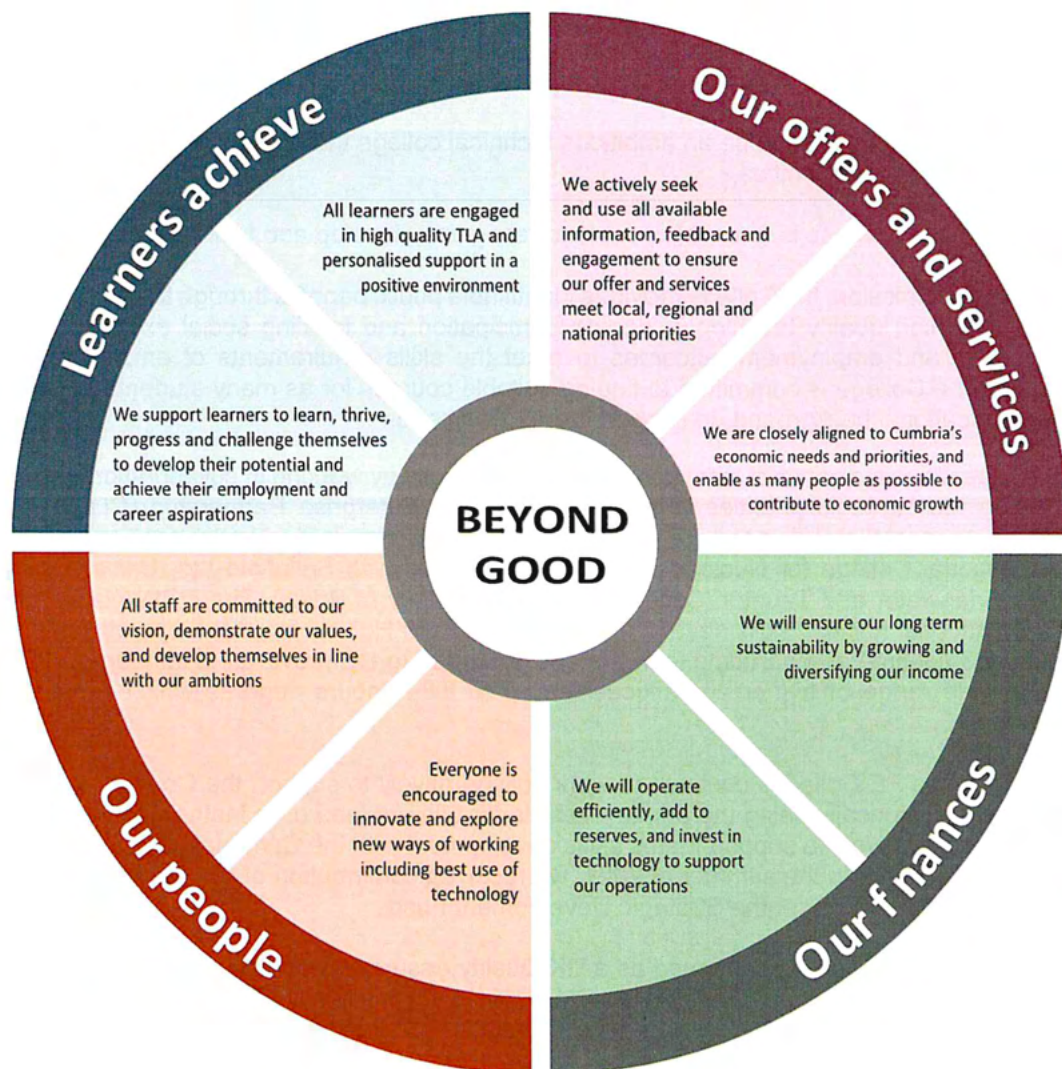 Learners achieve
All learners are engaged
in high quality TLA and
personalised support in a
positive environment
We support learners to learn, thrive,
progress and challenge themselves
to develop their potential and
achieve their employment and
career aspirations
Our offers and services
We actively seek
and use all available
information, feedback and
engagement to ensure
our offer and services
meet local, regional and
national priorities
We are closely aligned to Cumbria's
economic needs and priorities, and
enable as many people as possible to
contribute to economic growth
BEYOND
GOOD
All staff are committed to our
vision, demonstrate our values,
and develop themselves in line
with our ambitions
Everyone is
encouraged to
innovate and explore
new ways of working
including best use of
technology
Our people
We will ensure our long term
sustainability by growing and
diversifying our income
We will operate
efficiently, add to
reserves, and invest in
technology to support
our operations
Our f nances